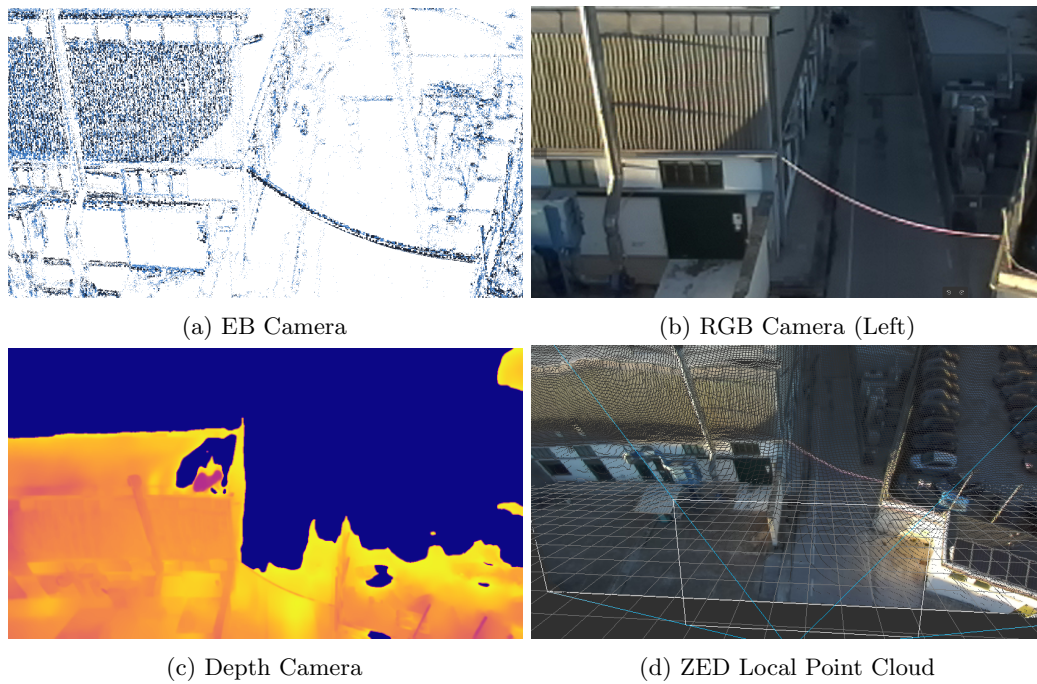 (a) EB Camera
(b) RGB Camera (Left)
(c) Depth Camera
(d) ZED Local Point Cloud